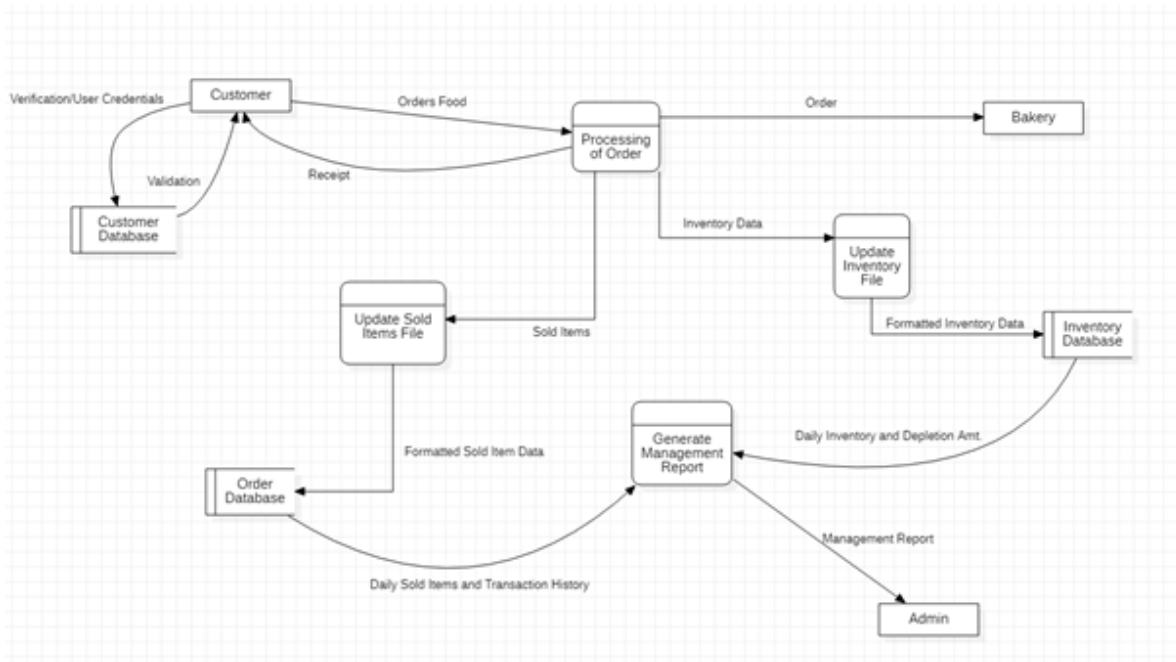 Customer
Verification/User Credentials
Orders Food
Order
Bakery
Processing
of Order
Receipt
Validation
Customer
Database
Inventory Data
Update
Inventory
File
Update Sold
Items File
Sold Items
Formatted Inventory Data
Inventory
Database
Generate
Management
Report
Daily Inventory and Depletion Amt.
Formatted Sold Item Data
Order
Database
Management Report
Daily Sold Items and Transaction History
Admin